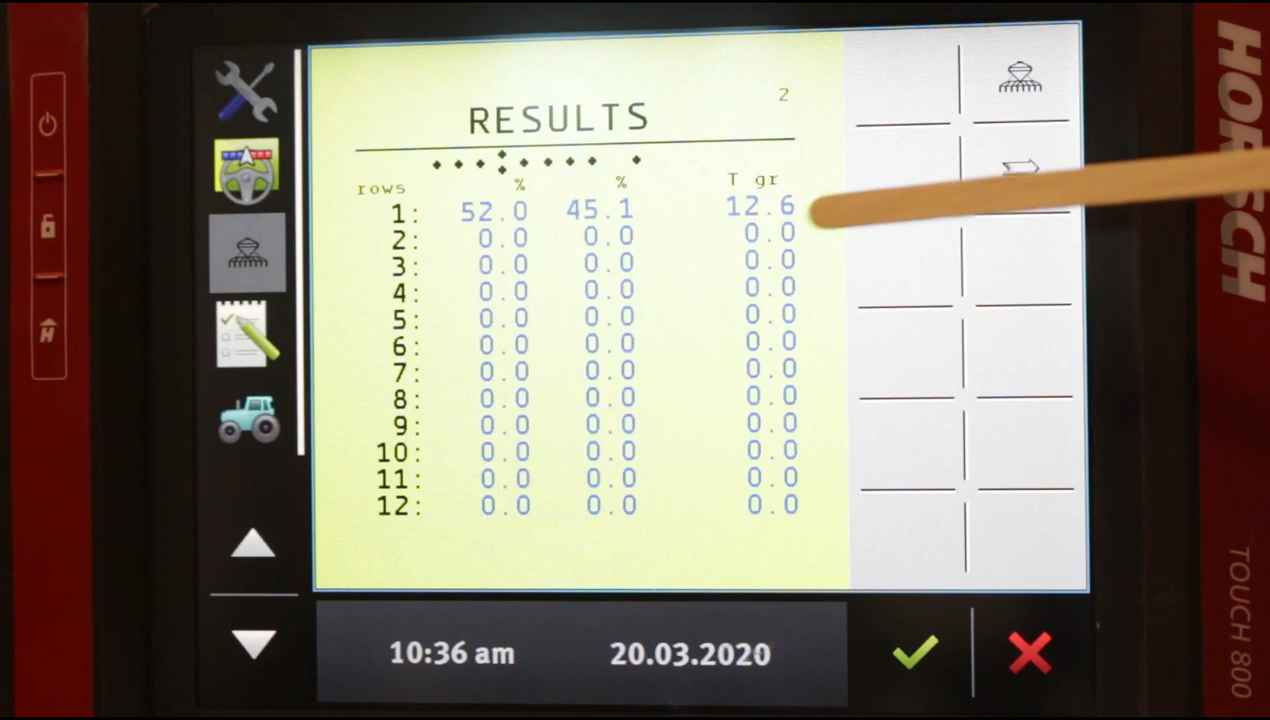 2
RESULTS
rows % % T gr
1: 52.0 45.1 12.6
2: 0.0 0.0 0.0
3: 0.0 0.0 0.0
4: 0.0 0.0 0.0
5: 0.0 0.0 0.0
6: 0.0 0.0 0.0
7: 0.0 0.0 0.0
8: 0.0 0.0 0.0
9: 0.0 0.0 0.0
10: 0.0 0.0 0.0
11: 0.0 0.0 0.0
12: 0.0 0.0 0.0
10:36 am 20.03.2020
HORSCH
TOUCH 800
H